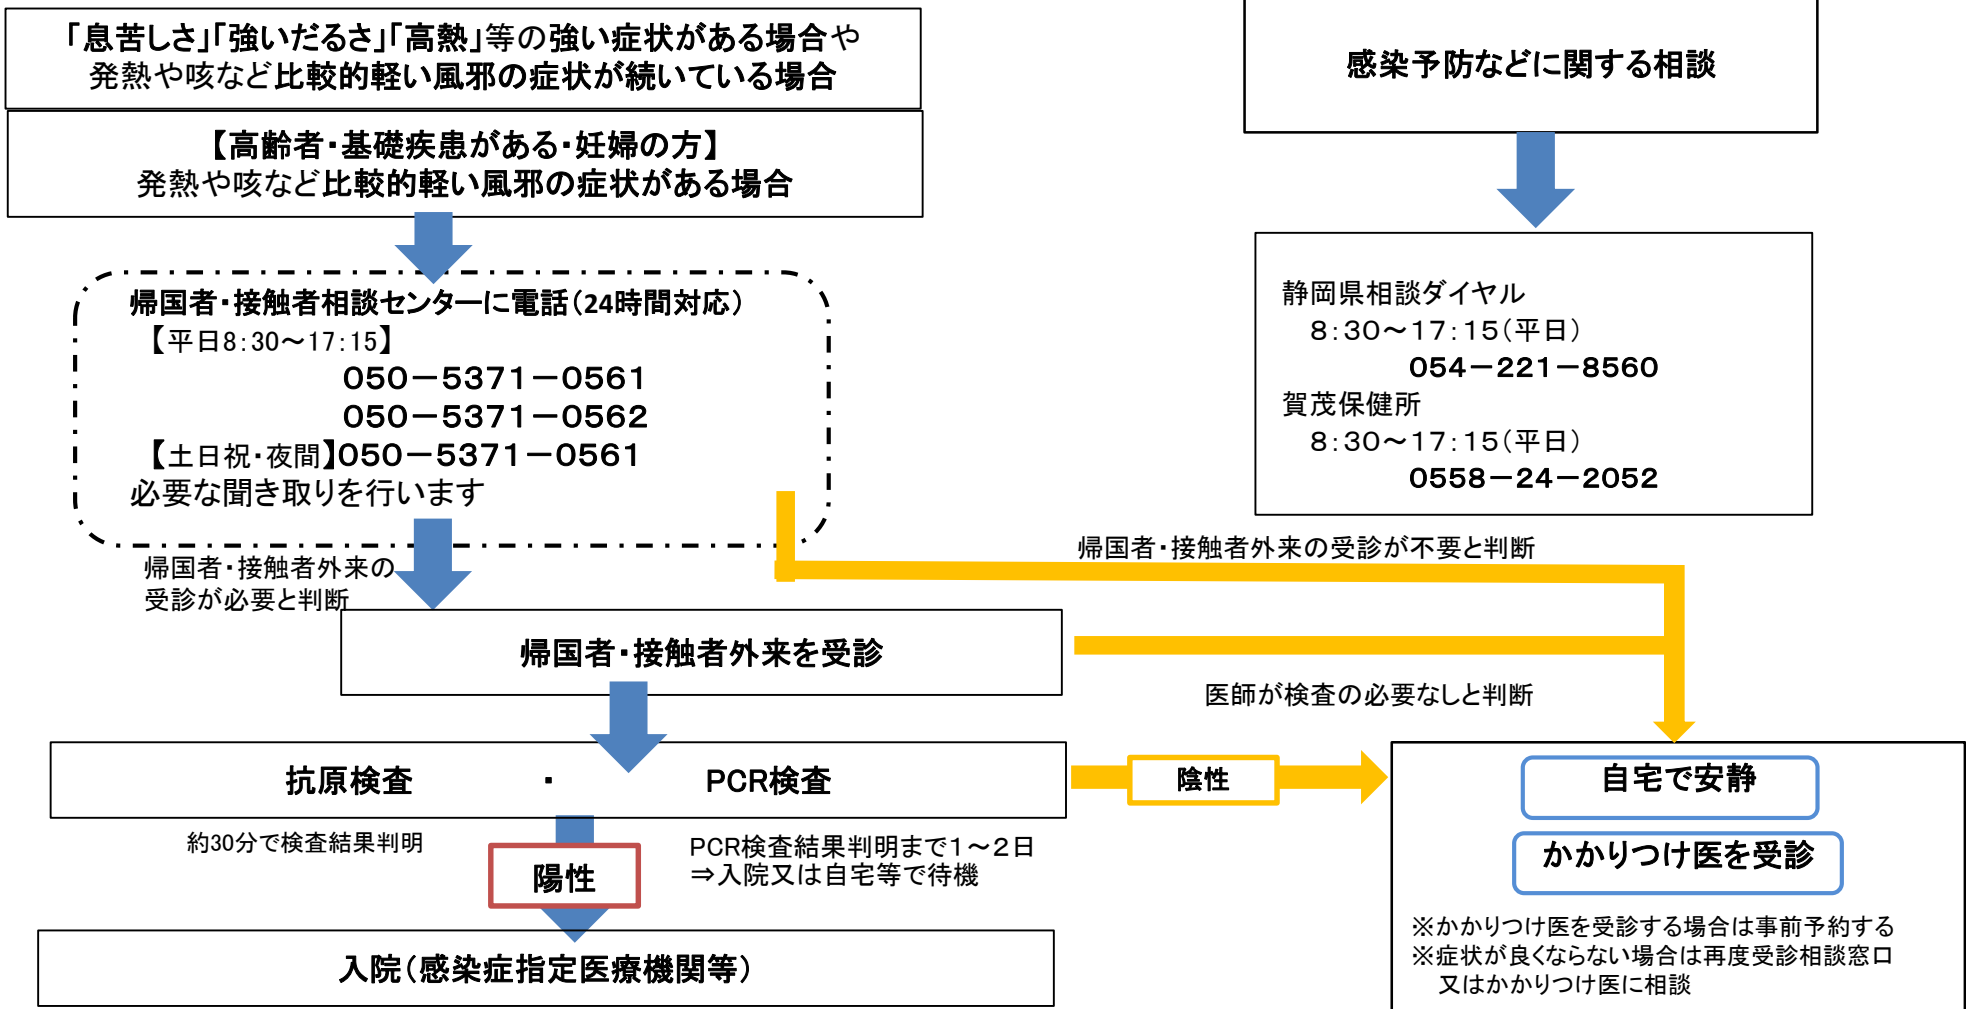 「息苦しさ」「強いだるさ」「高熱」等の強い症状がある場合や
発熱や咳など比較的軽い風邪の症状が続いている場合
【高齢者・基礎疾患がある・妊婦の方】
発熱や咳など比較的軽い風邪の症状がある場合
帰国者・接触者相談センターに電話（24時間対応）
【平日8：30～17：15】
050－5371－0561
050－5371－0562
【土日祝・夜間】050－5371－0561
必要な聞き取りを行います
感染予防などに関する相談
静岡県相談ダイヤル
8：30～17：15（平日）
054－221－8560
賀茂保健所
8：30～17：15（平日）
0558－24－2052
帰国者・接触者外来の
受診が必要と判断
帰国者・接触者外来の受診が不要と判断
帰国者・接触者外来を受診
医師が検査の必要なしと判断
抗原検査　・　PCR検査
陰性
約30分で検査結果判明
陽性
PCR検査結果判明まで１～２日
⇒入院又は自宅等で待機
入院（感染症指定医療機関等）
自宅で安静
かかりつけ医を受診
※かかりつけ医を受診する場合は事前予約する
※症状が良くならない場合は再度受診相談窓口
又はかかりつけ医に相談